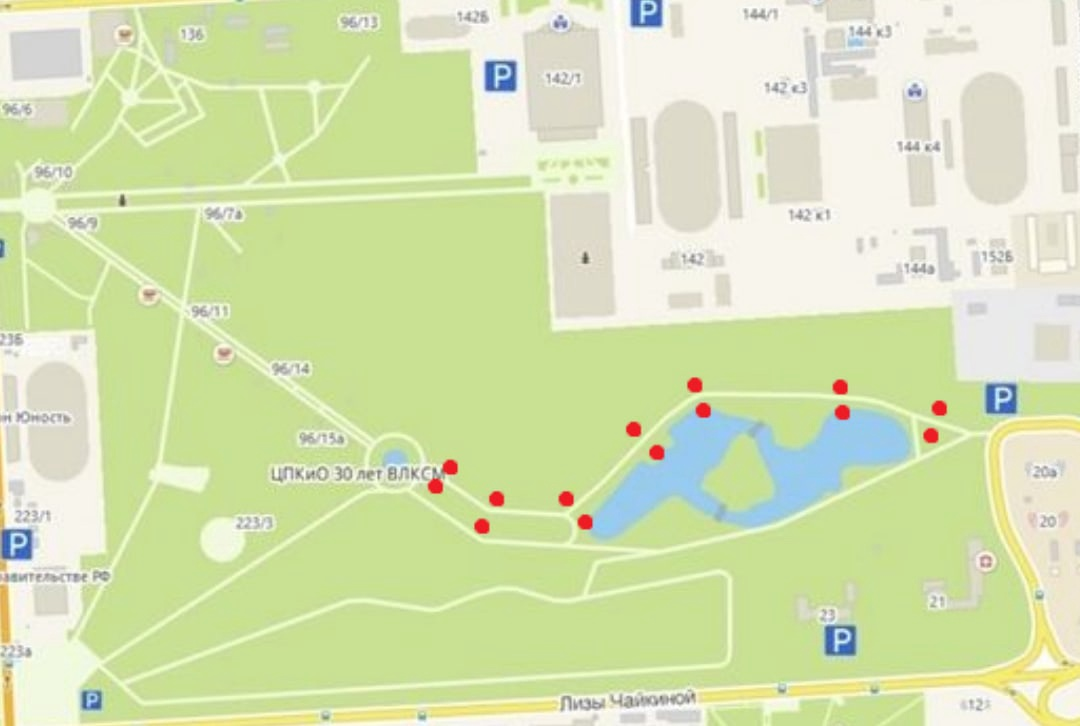 96/13
142Б
P
144/1
144 к3
136
142/1
P
142 к3
96/6
144 к4
96/10
96/7а
142 к1
96/9
142
152Б
144а
96/11
23Б
96/14
P
н Юность
96/15а
ЦПКиО 30 лет ВЛКСМ
20а
223/1
223/3
20
P
равительстве РФ
21
23
P
223а
P
Лизы Чайкиной